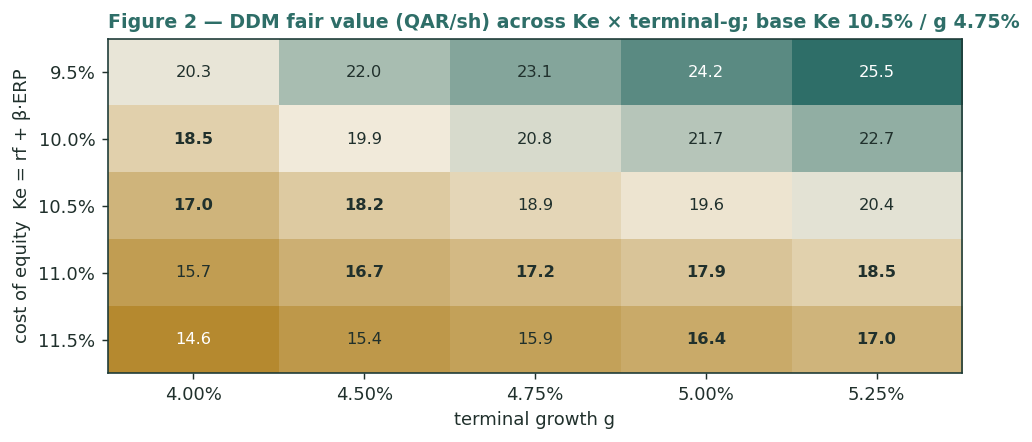 Figure 2 — DDM fair value (QAR/sh) across Ke × terminal-g; base Ke 10.5% / g 4.75%
cost of equity  Ke = rf + β·ERP
9.5% 20.3 22.0 23.1 24.2 25.5
10.0% 18.5 19.9 20.8 21.7 22.7
10.5% 17.0 18.2 18.9 19.6 20.4
11.0% 15.7 16.7 17.2 17.9 18.5
11.5% 14.6 15.4 15.9 16.4 17.0
4.00% 4.50% 4.75% 5.00% 5.25%
terminal growth g